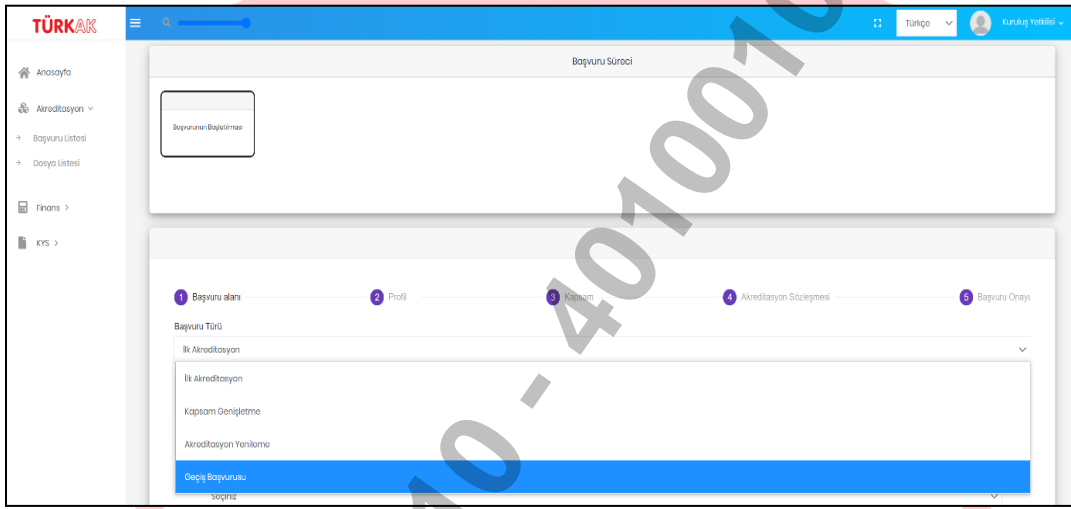 TÜRKAK
Türkçe
Kuruluş Yetkilisi
Anasayfa
Akreditasyon
Başvuru Listesi
Dosya Listesi
Finans
KYS
Başvuru Süreci
Başvurunun Başlatılması
1 Başvuru alanı
2 Profil
3 Kapsam
4 Akreditasyon Sözleşmesi
5 Başvuru Onayı
Başvuru Türü
İlk Akreditasyon
İlk Akreditasyon
Kapsam Genişletme
Akreditasyon Yenileme
Geçiş Başvurusu
Seçiniz